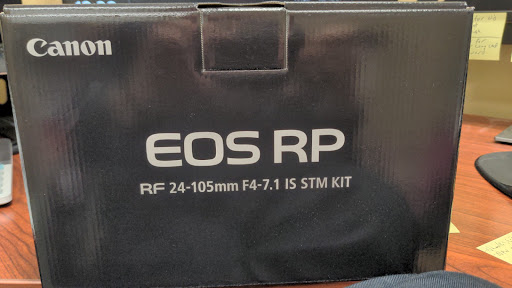 Canon
EOS RP
RF 24-105mm F4-7.1 IS STM KIT